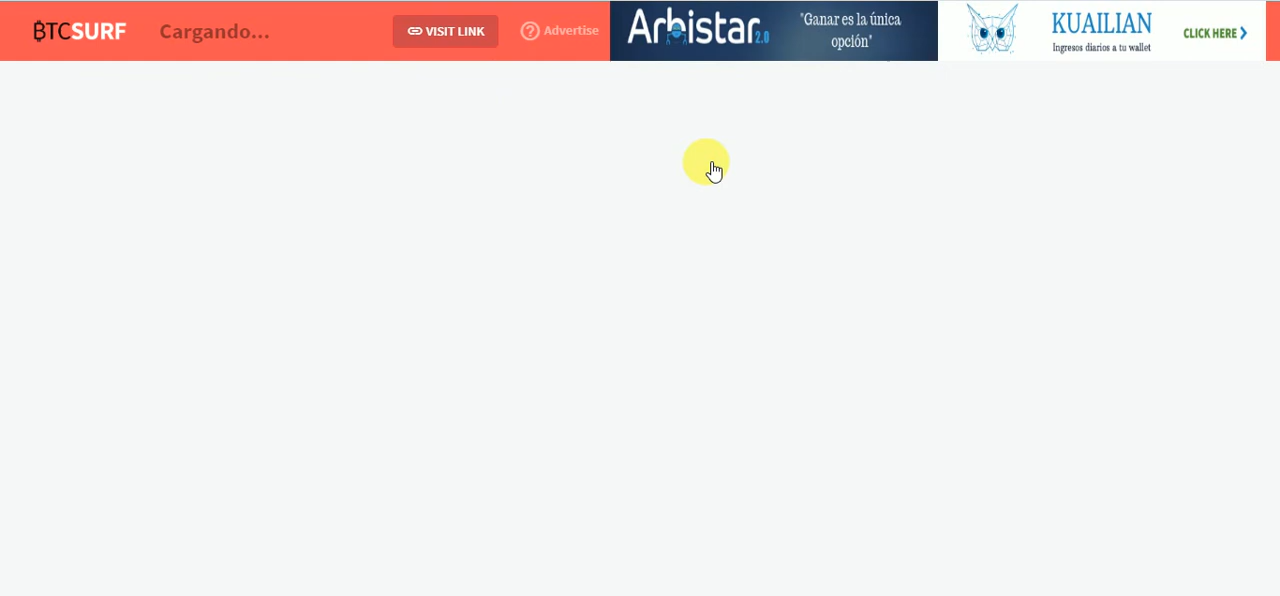 BTCSURF
Cargando...
VISIT LINK
Advertise
Arbistar 2.0
"Ganar es la única
opción"
KUAILIAN
Ingresos diarios a tu wallet
CLICK HERE